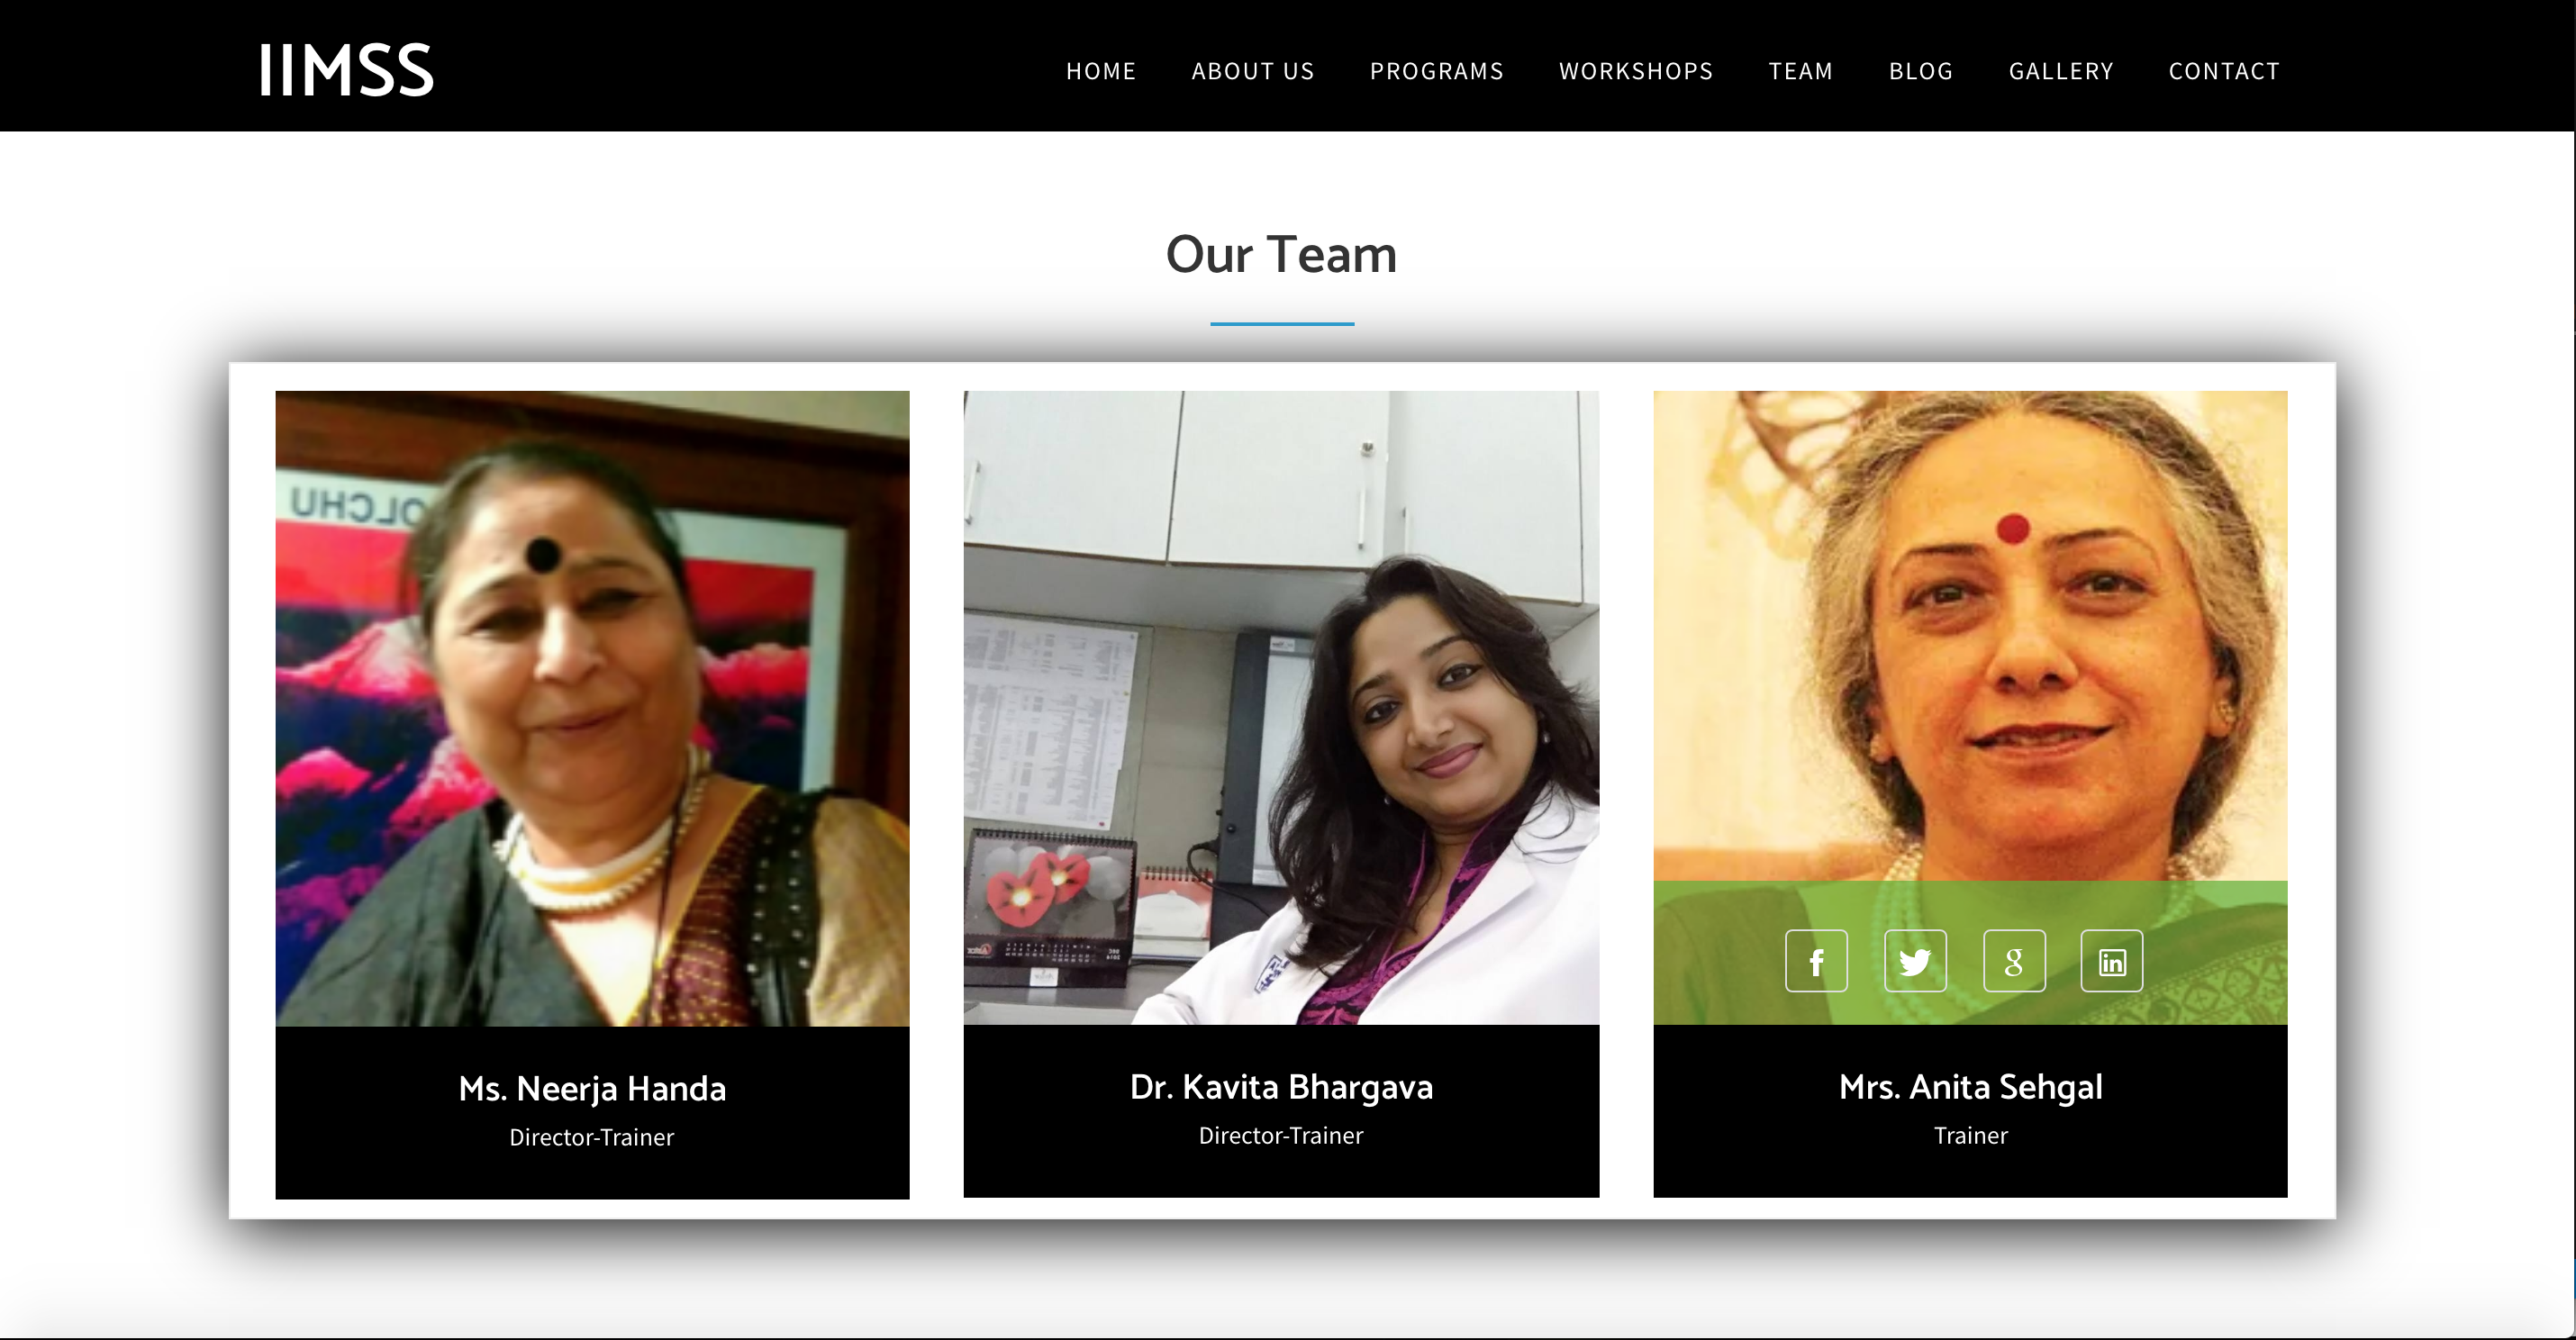 IIMSS
HOME ABOUT US PROGRAMS WORKSHOPS TEAM BLOG GALLERY CONTACT
Our Team
OLCHU
Ms. Neerja Handa
Director-Trainer
Dr. Kavita Bhargava
Director-Trainer
Mrs. Anita Sehgal
Trainer